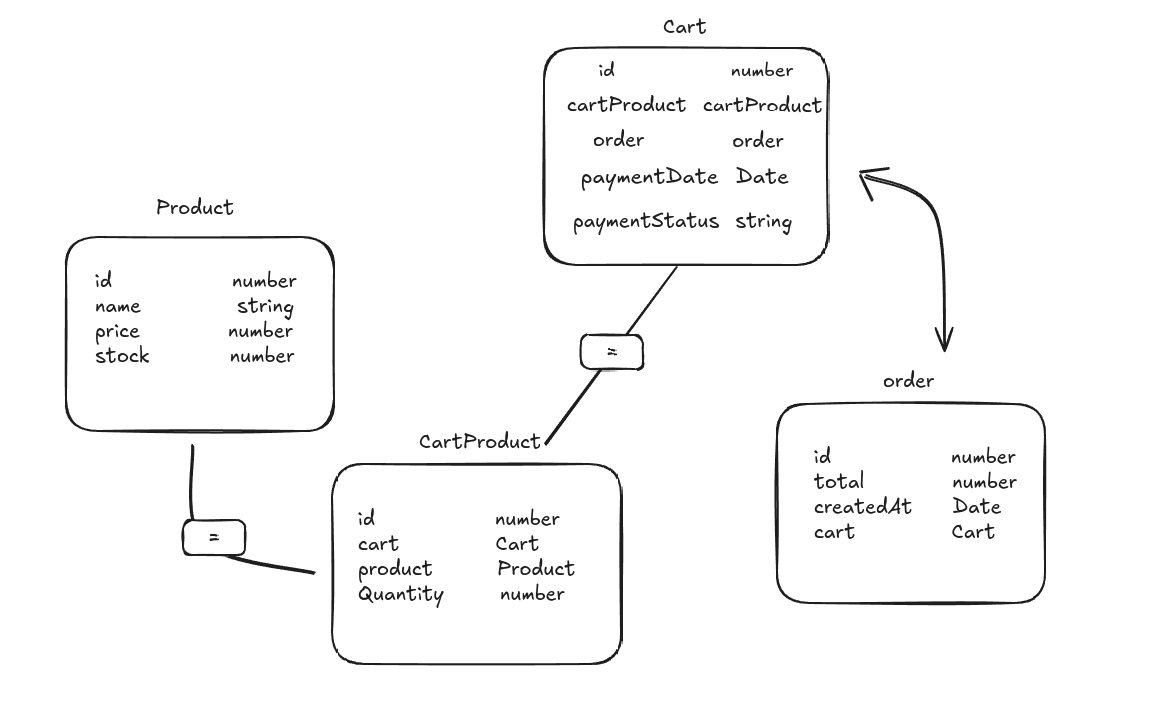 Cart
id number
cartProduct cartProduct
order order
paymentDate Date
paymentStatus string
Product
id number
name string
price number
stock number
=
=
CartProduct
id number
cart Cart
product Product
Quantity number
order
id number
total number
createdAt Date
cart Cart